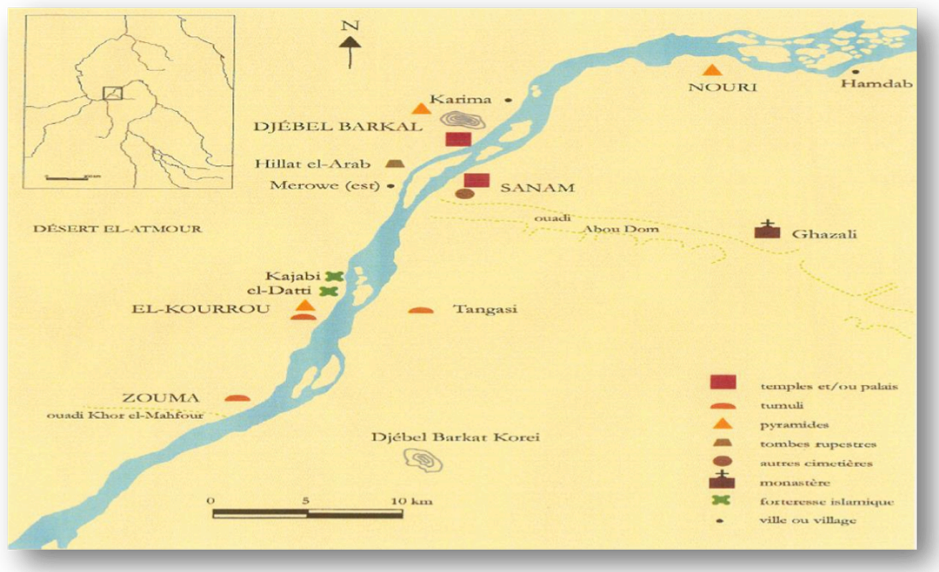 N
Karima
NOURI
Hamdab
DJÉBEL BARKAL
Hillat el-Arab
Merowe (est)
SANAM
ouadi
Abou Dom
DÉSERT EL-ATMOUR
Ghazali
Kajabi
el-Datti
EL-KOURROU
Tangasi
ZOUMA
ouadi Khor el-Mahfour
Djébel Barkat Korei
0 5 10 km
temples et/ou palais
tumuli
pyramides
tombes rupestres
autres cimetières
monastère
forteresse islamique
ville ou village